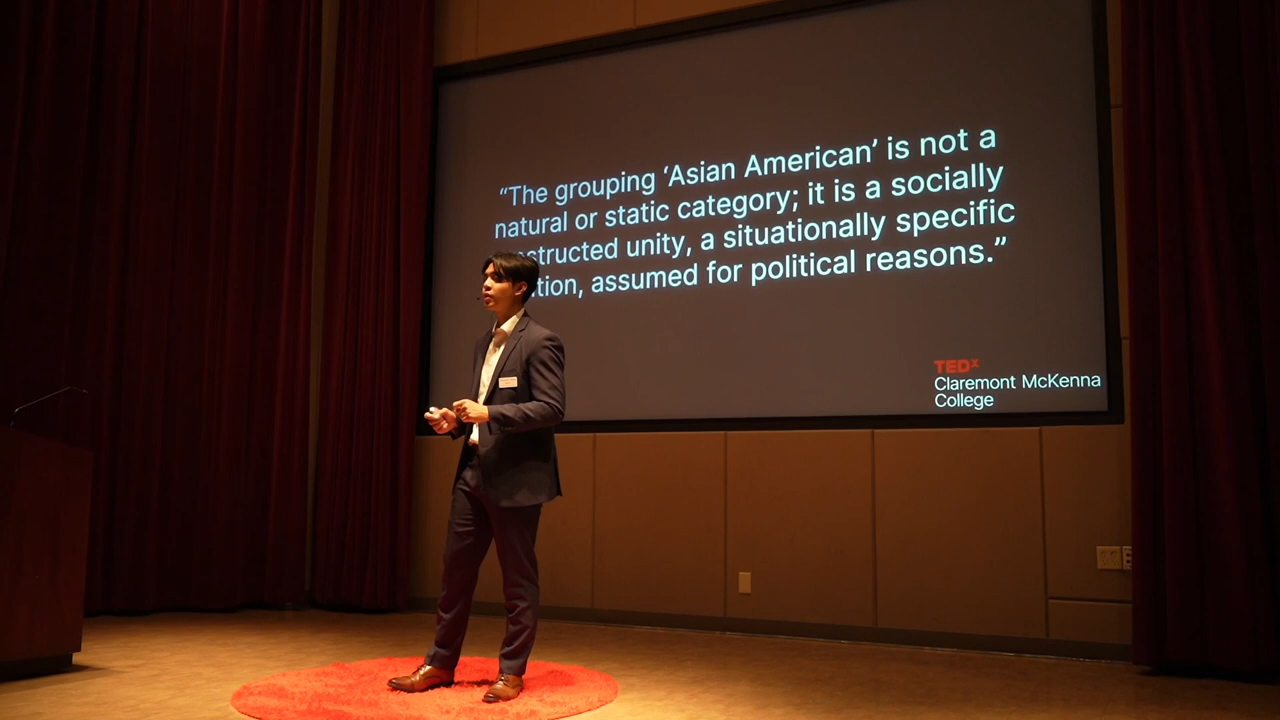 “The grouping ‘Asian American’ is not a
natural or static category; it is a socially
unity, a situationally specific
assumed for political reasons.”
TEDx
Claremont McKenna
College